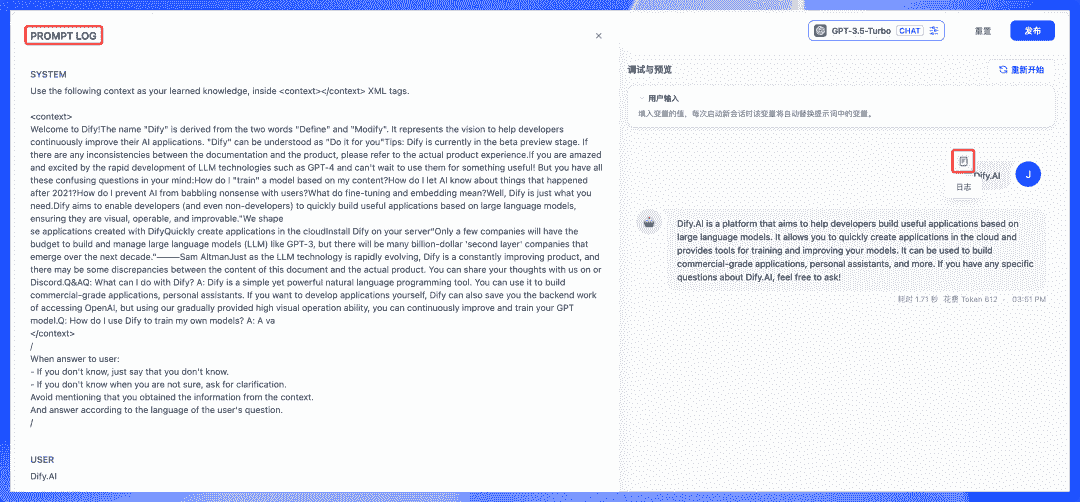 PROMPT LOG
SYSTEM
Use the following context as your learned knowledge, inside <context></context> XML tags.
<context>
Welcome to Dify!The name "Dify" is derived from the two words "Define" and "Modify". It represents the vision to help developers
continuously improve their AI applications. "Dify" can be understood as "Do it for you"Tips: Dify is currently in the beta preview stage. If
there are any inconsistencies between the documentation and the product, please refer to the actual product experience.If you are amazed
and excited by the rapid development of LLM technologies such as GPT-4 and can't wait to use them for something useful! But you have all
these confusing questions in your mind:How do I "train" a model based on my content?How do I let AI know about things that happened
after 2021?How do I prevent AI from babbling nonsense with users?What do fine-tuning and embedding mean?Well, Dify is just what you
need.Dify aims to enable developers (and even non-developers) to quickly build useful applications based on large language models,
ensuring they are visual, operable, and improvable."We shape
se applications created with DifyQuickly create applications in the cloudInstall Dify on your server"Only a few companies will have the
budget to build and manage large language models (LLM) like GPT-3, but there will be many billion-dollar 'second layer' companies that
emerge over the next decade."——Sam AltmanJust as the LLM technology is rapidly evolving, Dify is a constantly improving product, and
there may be some discrepancies between the content of this document and the actual product. You can share your thoughts with us on or
Discord.Q&AQ: What can I do with Dify? A: Dify is a simple yet powerful natural language programming tool. You can use it to build
commercial-grade applications, personal assistants. If you want to develop applications yourself, Dify can also save you the backend work
of accessing OpenAI, but using our gradually provided high visual operation ability, you can continuously improve and train your GPT
model.Q: How do I use Dify to train my own models? A: A va
</context>
/
When answer to user:
- If you don't know, just say that you don't know.
- If you don't know when you are not sure, ask for clarification.
Avoid mentioning that you obtained the information from the context.
And answer according to the language of the user's question.
/
USER
Dify.AI
GPT-3.5-Turbo CHAT
重置
发布
调试与预览
重新开始
用户输入
填入变量的值，每次启动新会话时该变量将自动替换提示词中的变量。
Dify.AI
J
日志
Dify.AI is a platform that aims to help developers build useful applications based on
large language models. It allows you to quickly create applications in the cloud and
provides tools for training and improving your models. It can be used to build
commercial-grade applications, personal assistants, and more. If you have any specific
questions about Dify.AI, feel free to ask!
耗时 1.71 秒 花费 Token 612 · 03:51 PM